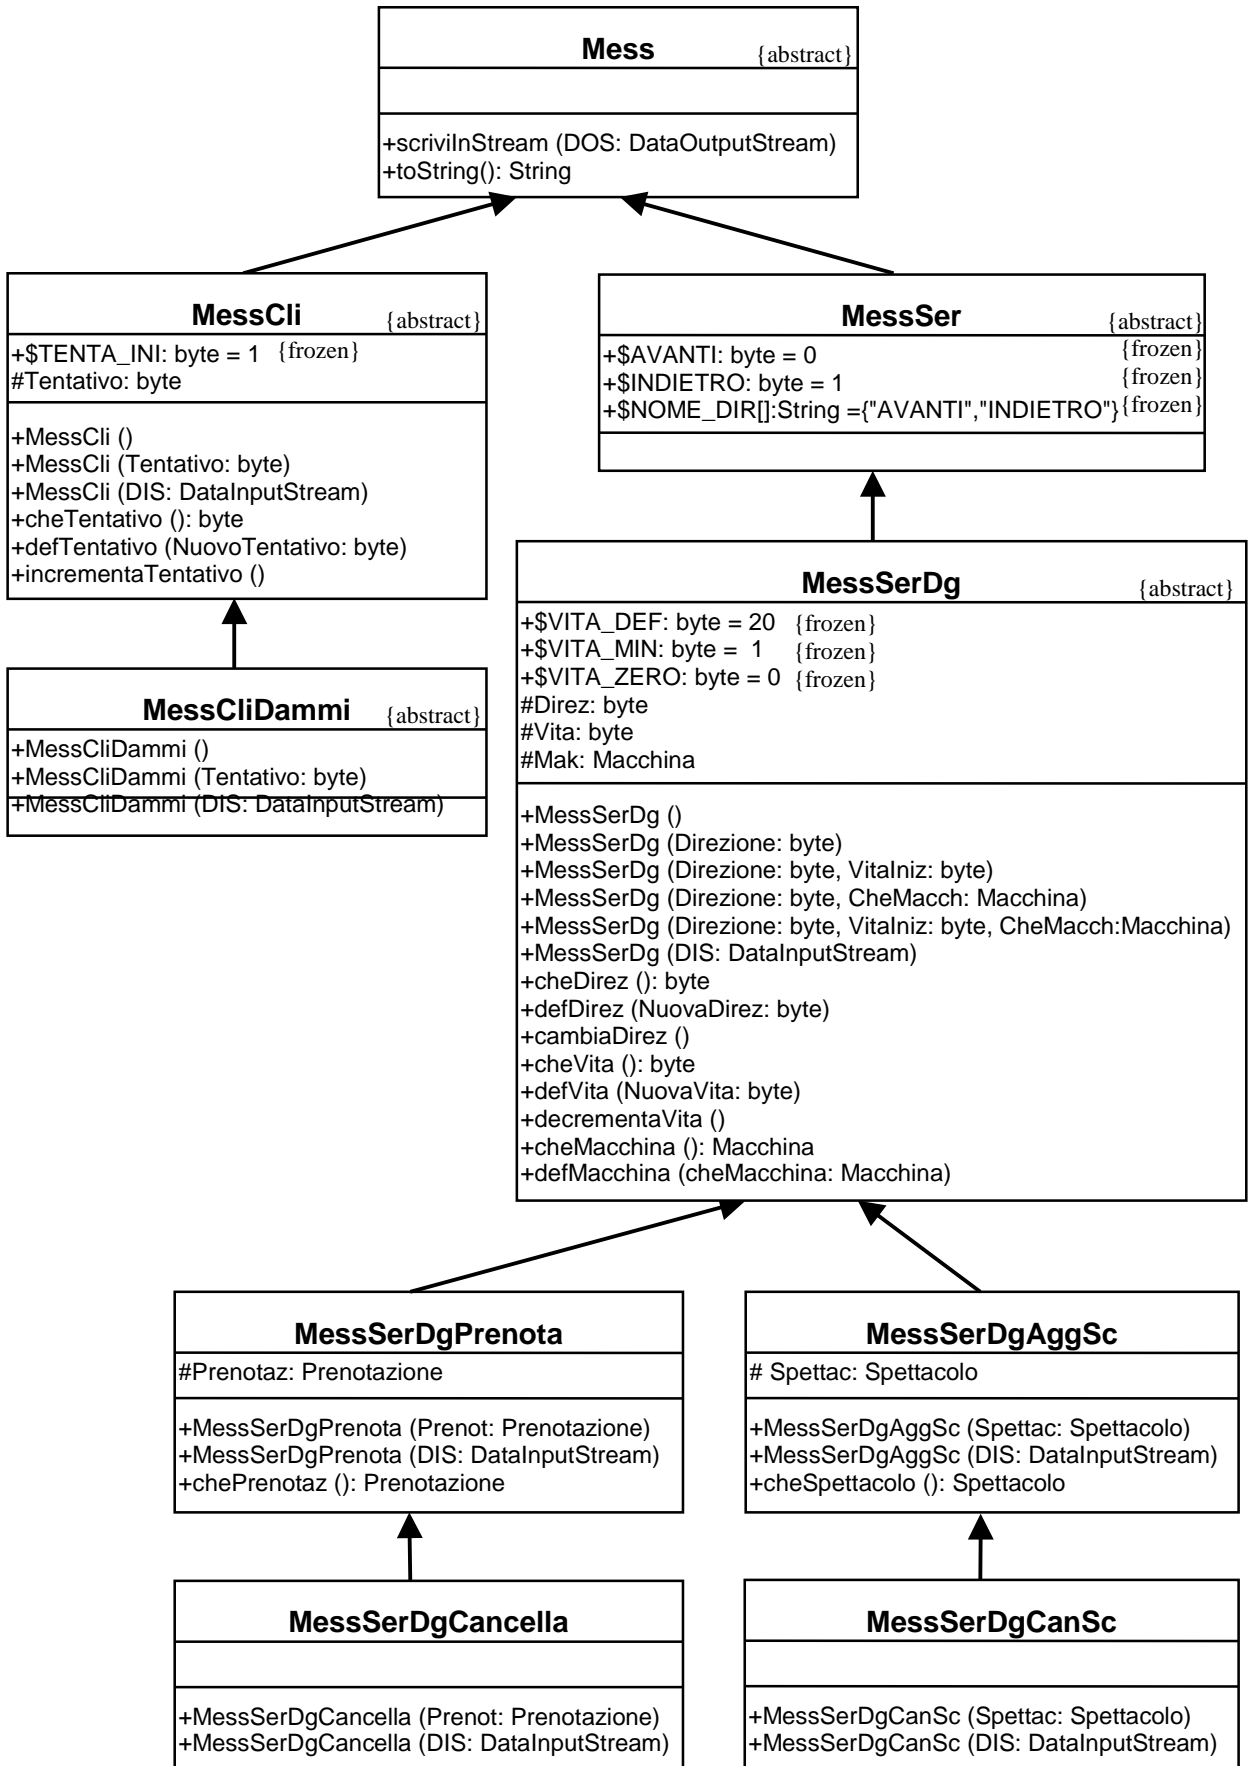 Mess {abstract}
+scriviInStream (DOS: DataOutputStream)
+toString(): String
MessCli {abstract}
+$TENTA_INI: byte = 1 {frozen}
#Tentativo: byte
+MessCli ()
+MessCli (Tentativo: byte)
+MessCli (DIS: DataInputStream)
+cheTentativo (): byte
+defTentativo (NuovoTentativo: byte)
+incrementaTentativo ()
MessSer {abstract}
+$AVANTI: byte = 0 {frozen}
+$INDIETRO: byte = 1 {frozen}
+$NOME_DIR[]:String ={"AVANTI","INDIETRO"} {frozen}
MessCliDammi {abstract}
+MessCliDammi ()
+MessCliDammi (Tentativo: byte)
+MessCliDammi (DIS: DataInputStream)
MessSerDg {abstract}
+$VITA_DEF: byte = 20 {frozen}
+$VITA_MIN: byte = 1 {frozen}
+$VITA_ZERO: byte = 0 {frozen}
#Direz: byte
#Vita: byte
#Mak: Macchina
+MessSerDg ()
+MessSerDg (Direzione: byte)
+MessSerDg (Direzione: byte, VitaIniz: byte)
+MessSerDg (Direzione: byte, CheMacch: Macchina)
+MessSerDg (Direzione: byte, VitaIniz: byte, CheMacch:Macchina)
+MessSerDg (DIS: DataInputStream)
+cheDirez (): byte
+defDirez (NuovaDirez: byte)
+cambiaDirez ()
+cheVita (): byte
+defVita (NuovaVita: byte)
+decrementaVita ()
+cheMacchina (): Macchina
+defMacchina (cheMacchina: Macchina)
MessSerDgPrenota
#Prenotaz: Prenotazione
+MessSerDgPrenota (Prenot: Prenotazione)
+MessSerDgPrenota (DIS: DataInputStream)
+chePrenotaz (): Prenotazione
MessSerDgAggSc
# Spettac: Spettacolo
+MessSerDgAggSc (Spettac: Spettacolo)
+MessSerDgAggSc (DIS: DataInputStream)
+cheSpettacolo (): Spettacolo
MessSerDgCancella
+MessSerDgCancella (Prenot: Prenotazione)
+MessSerDgCancella (DIS: DataInputStream)
MessSerDgCanSc
+MessSerDgCanSc (Spettac: Spettacolo)
+MessSerDgCanSc (DIS: DataInputStream)